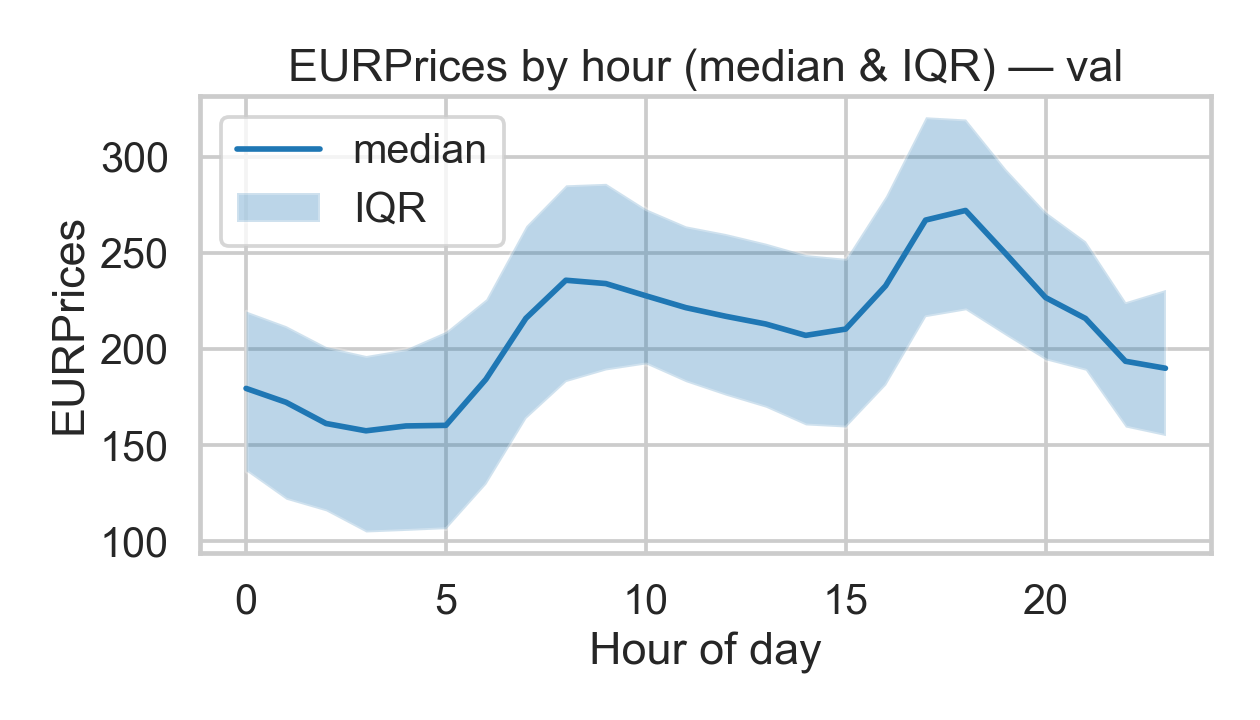 EURPrices by hour (median & IQR) — val
median
IQR
EURPrices
300
250
200
150
100
0 5 10 15 20
Hour of day